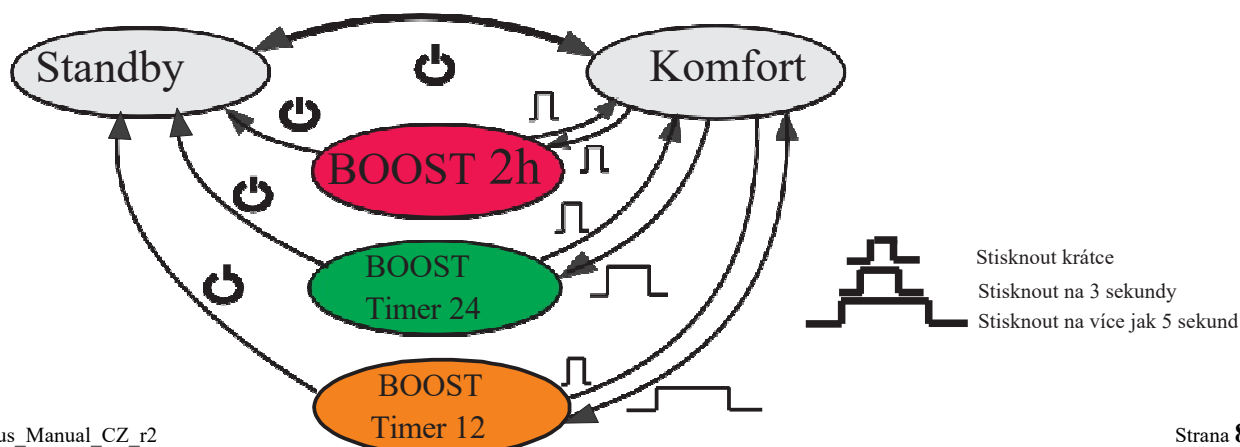 Standby
Komfort
BOOST 2h
BOOST
Timer 24
BOOST
Timer 12
Stisknout krátce
Stisknout na 3 sekundy
Stisknout na více jak 5 sekund
us_Manual_CZ_r2
Strana